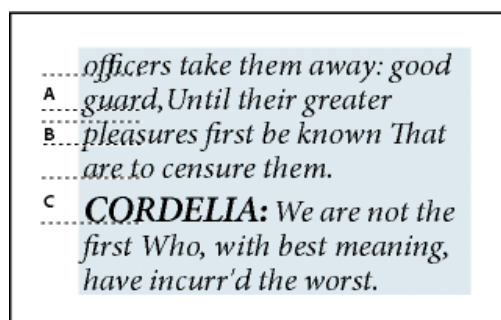 officers take them away: good
A guard, Until their greater
B pleasures first be known That
are to censure them.
C CORDELIA: We are not the
first Who, with best meaning,
have incurr'd the worst.